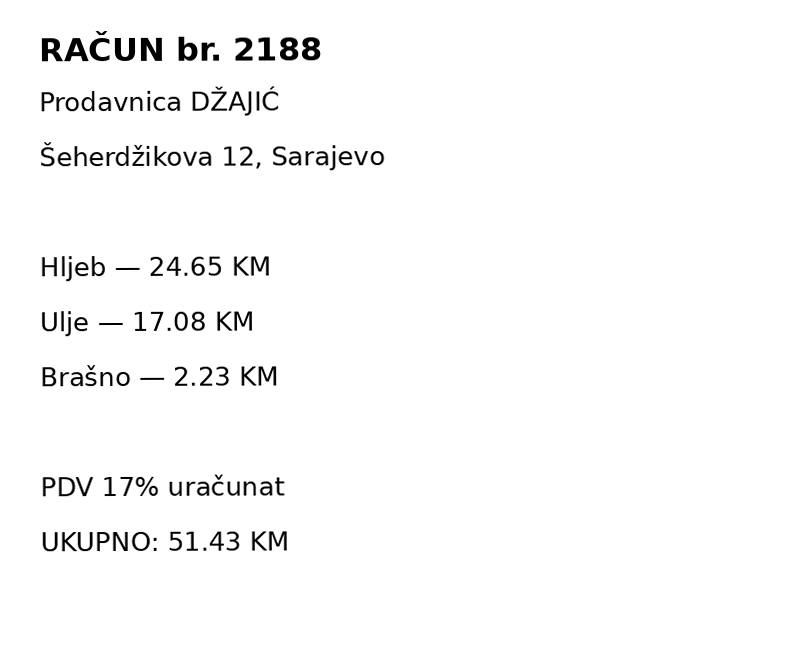 RAČUN br. 2188
Prodavnica DŽAJIĆ
Šeherdžikova 12, Sarajevo
Hljeb — 24.65 KM
Ulje — 17.08 KM
Brašno — 2.23 KM
PDV 17% uračunat
UKUPNO: 51.43 KM